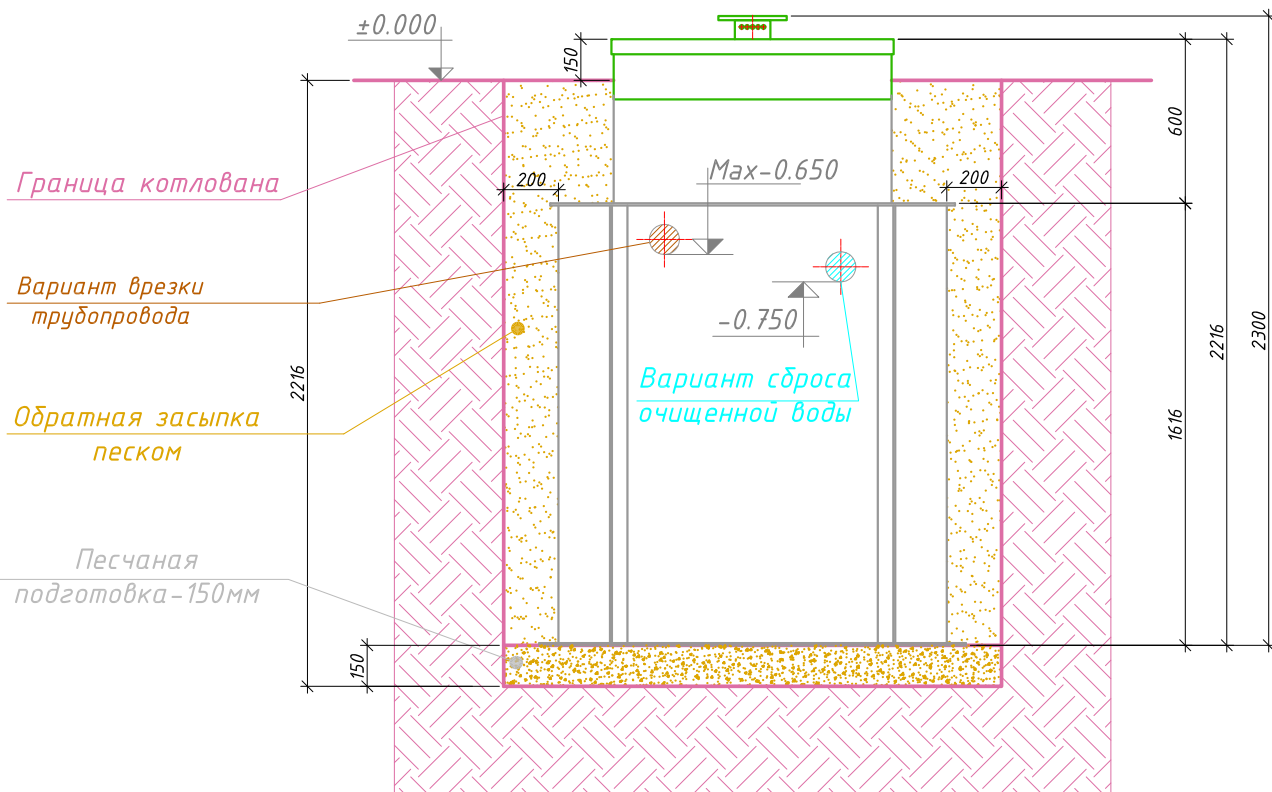 ±0.000
150
Max-0.650
200
200
600
Граница котлована
Вариант врезки
трубопровода
-0.750
Вариант сброса
очищенной воды
Обратная засыпка
песком
Песчаная
подготовка-150мм
2216
150
1616
2216
2300